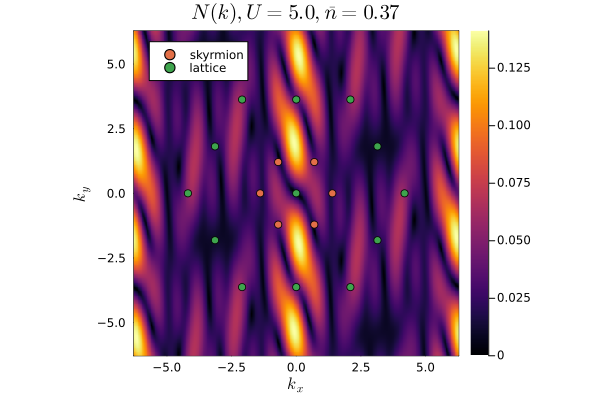 N(k), U = 5.0, n̄ = 0.37
skyrmion
lattice
5.0
2.5
0.0
−2.5
−5.0
k_y
−5.0 −2.5 0.0 2.5 5.0
k_x
0.125
0.100
0.075
0.050
0.025
0